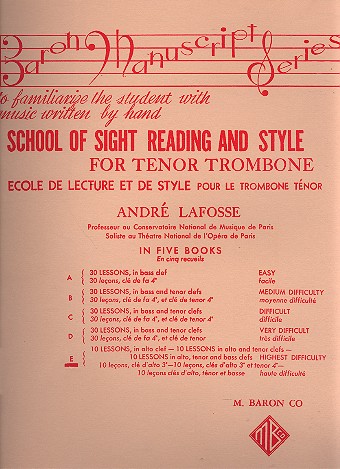 Baron Manuscript Series
to familiarize the student with
music written by hand
SCHOOL OF SIGHT READING AND STYLE
FOR TENOR TROMBONE
ECOLE DE LECTURE ET DE STYLE POUR LE TROMBONE TÉNOR
ANDRÉ LAFOSSE
Professeur au Conservatoire National de Musique de Paris
Soliste au Théatre National de l'Opéra de Paris
IN FIVE BOOKS
En cinq recueils
A 30 LESSONS, in bass clef EASY
30 leçons, clé de fa 4e facile
B 30 LESSONS, in bass and tenor clefs MEDIUM DIFFICULTY
30 leçons, clé de fa 4e, et clé de tenor 4e moyenne difficulté
C 30 LESSONS, in bass and tenor clefs DIFFICULT
30 leçons, clé de fa 4e, et clé de tenor 4e difficile
D 30 LESSONS, in bass and tenor clefs VERY DIFFICULT
30 leçons, clé de fa 4e, et clé de tenor très difficile
E 10 LESSONS, in alto clef — 10 LESSONS in alto and tenor clefs —
10 LESSONS in alto, tenor and bass clefs HIGHEST DIFFICULTY
10 leçons, clé d'alto 3e—10 leçons, clés d'alto 3e et tenor 4e—
10 leçons clés d'alto, ténor et basse haute difficulté
M. BARON CO